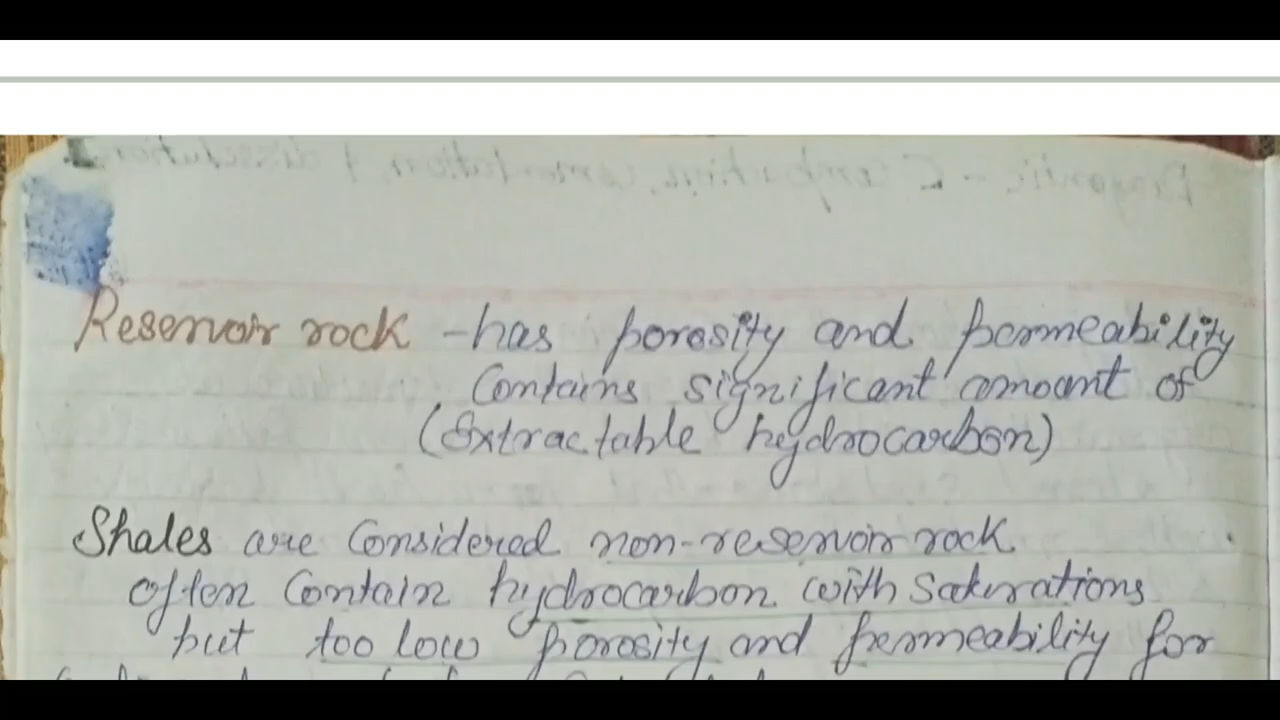 Reservoir rock - has porosity and permeability
Contains significant amount of
(Extractable hydrocarbon)
Shales are Considered non-reservoir rock
often Contain hydrocarbon with Saturations
but too low porosity and permeability for